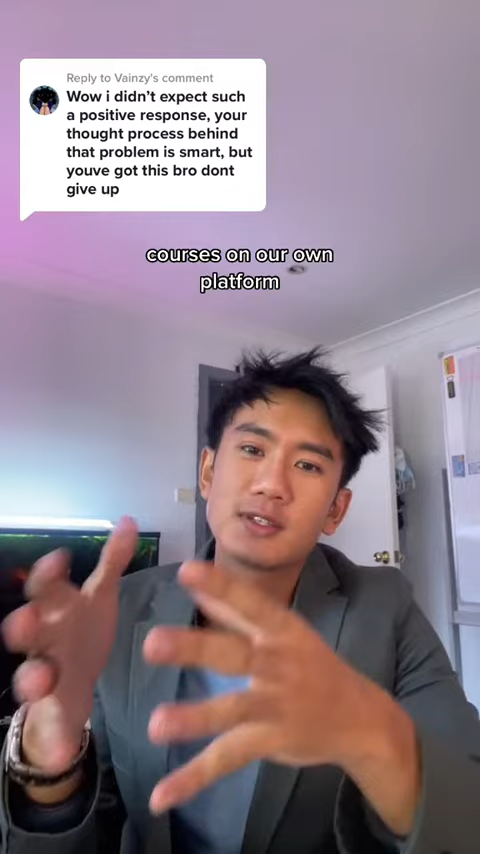 Reply to Vainzy's comment
Wow i didn't expect such
a positive response, your
thought process behind
that problem is smart, but
youve got this bro dont
give up
courses on our own
platform